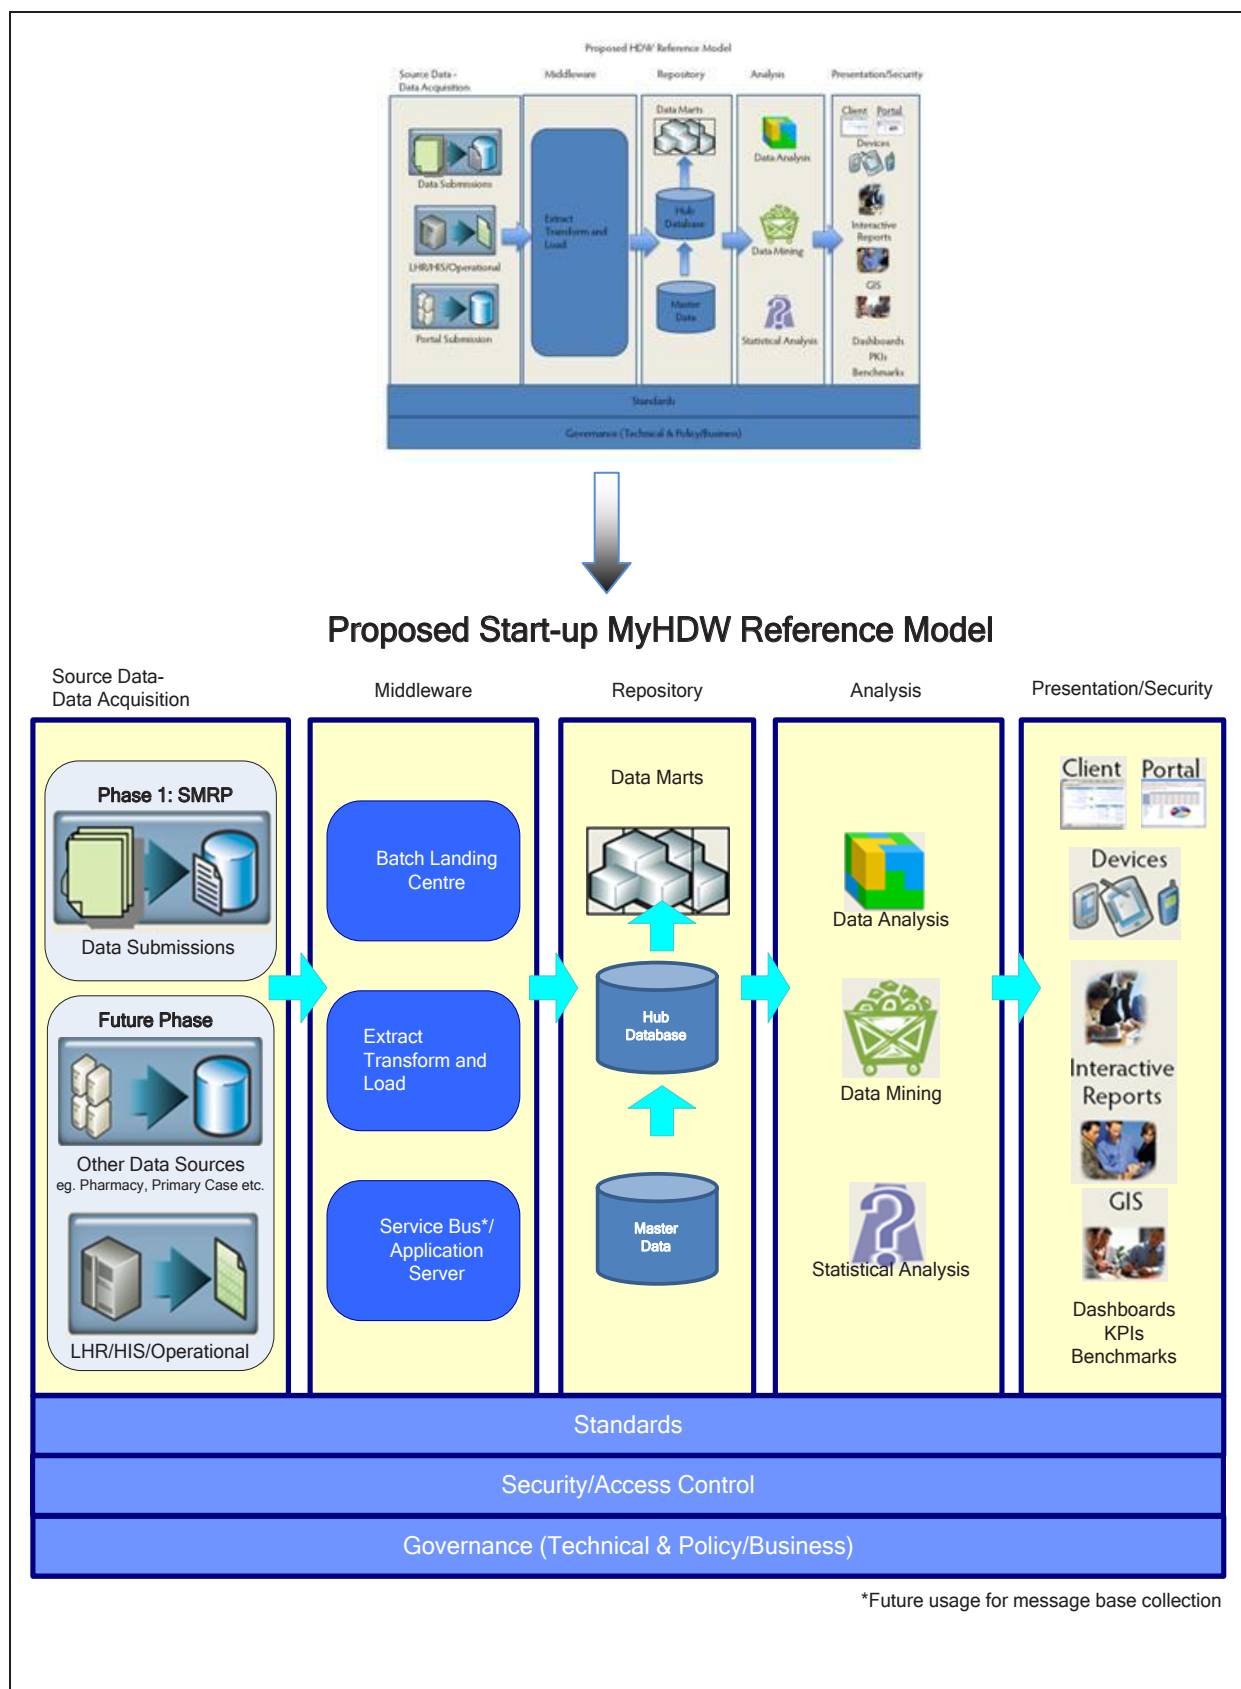 Proposed HDW Reference Model
Source Data -
Data Acquisition
Middleware
Repository
Analysis
Presentation/Security
Data Submissions
LHR/HIS/Operational
Portal Submission
Extract
Transform and
Load
Data Marts
Hub
Database
Master
Data
Data Analysis
Data Mining
Statistical Analysis
Client Portal
Devices
Interactive
Reports
GIS
Dashboards
PKIs
Benchmarks
Standards
Governance (Technical & Policy/Business)
Proposed Start-up MyHDW Reference Model
Source Data-
Data Acquisition
Middleware
Repository
Analysis
Presentation/Security
Phase 1: SMRP
Data Submissions
Future Phase
Other Data Sources
eg. Pharmacy, Primary Case etc.
LHR/HIS/Operational
Batch Landing
Centre
Extract
Transform and
Load
Service Bus*/
Application
Server
Data Marts
Hub
Database
Master
Data
Data Analysis
Data Mining
Statistical Analysis
Client Portal
Devices
Interactive
Reports
GIS
Dashboards
KPIs
Benchmarks
Standards
Security/Access Control
Governance (Technical & Policy/Business)
*Future usage for message base collection